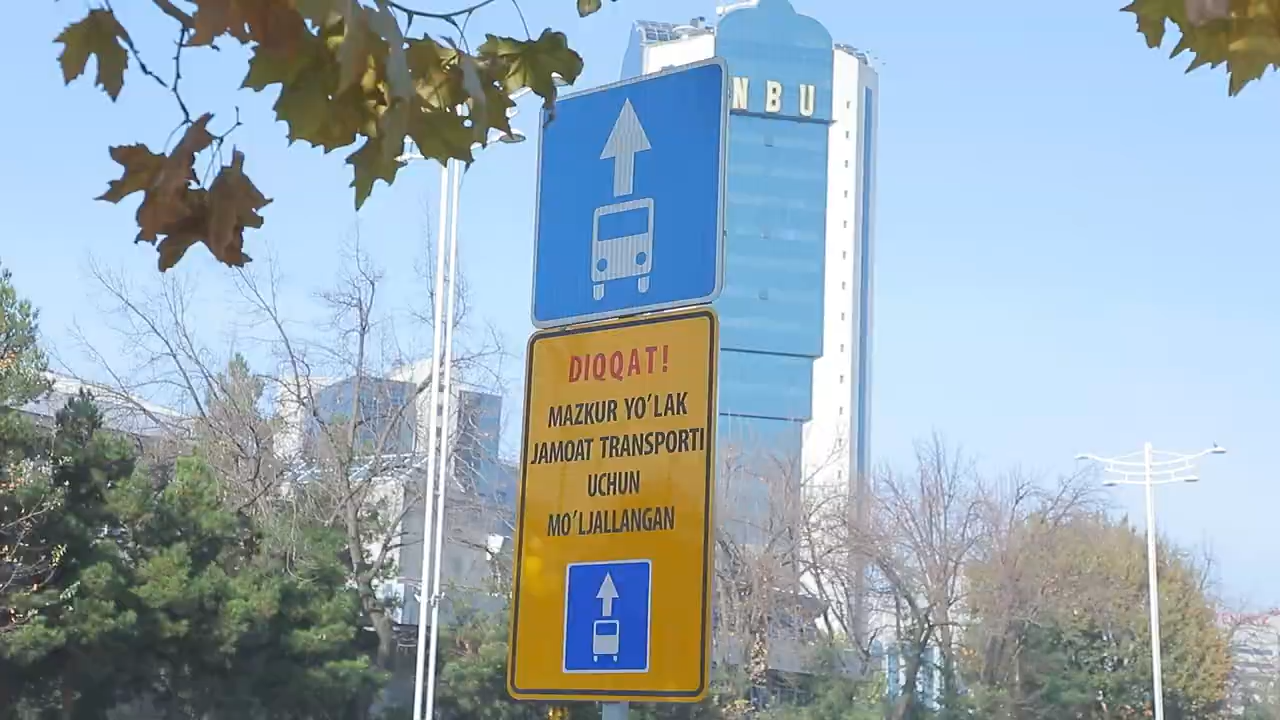 NBU
DIQQAT!
MAZKUR YO'LAK
JAMOAT TRANSPORTI
UCHUN
MO'LJALLANGAN